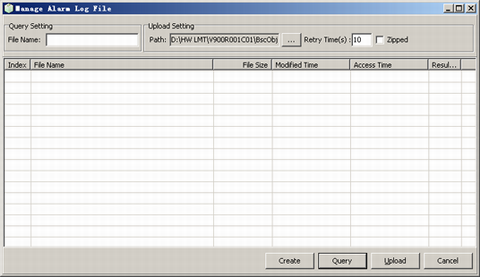 Manage Alarm Log File
Query Setting
File Name:
Upload Setting
Path: D:\HW LMT\V900R001C01\BscObj ... Retry Time(s) : 10 Zipped
Index File Name File Size Modified Time Access Time Resul...
Create Query Upload Cancel